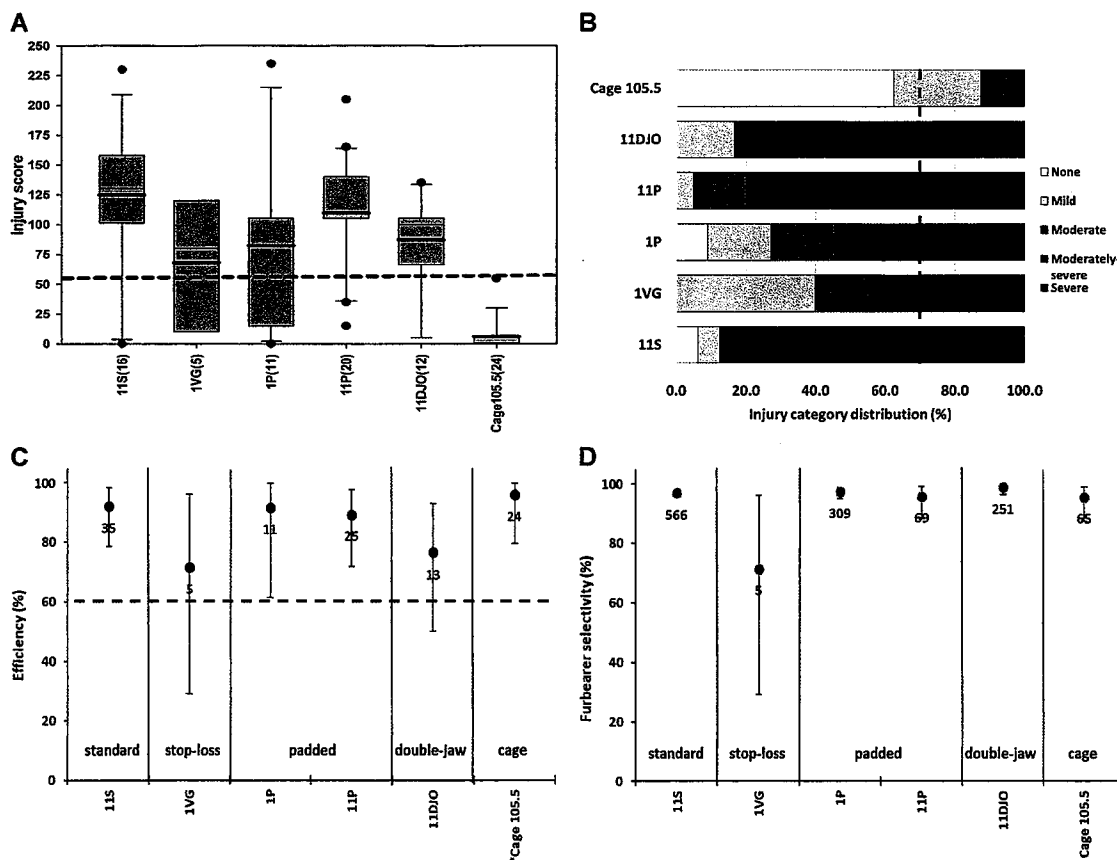 A
250
225
200
175
150
125
100
75
50
25
0
Injury score
11S(16)
1VG(5)
1P(11)
11P(20)
11DJO(12)
Cage105.5(24)
B
Cage 105.5
11DJO
11P
1P
1VG
11S
0.0 20.0 40.0 60.0 80.0 100.0
Injury category distribution (%)
None
Mild
Moderate
Moderately-
severe
Severe
C
100
80
60
40
20
0
Efficiency (%)
35
5
11
25
13
24
standard stop-loss padded double-jaw cage
11S
1VG
1P
11P
11DJO
*Cage 105.5
D
100
80
60
40
20
0
Furbearer selectivity (%)
566
5
309
69
251
65
standard stop-loss padded double-jaw cage
11S
1VG
1P
11P
11DJO
Cage 105.5